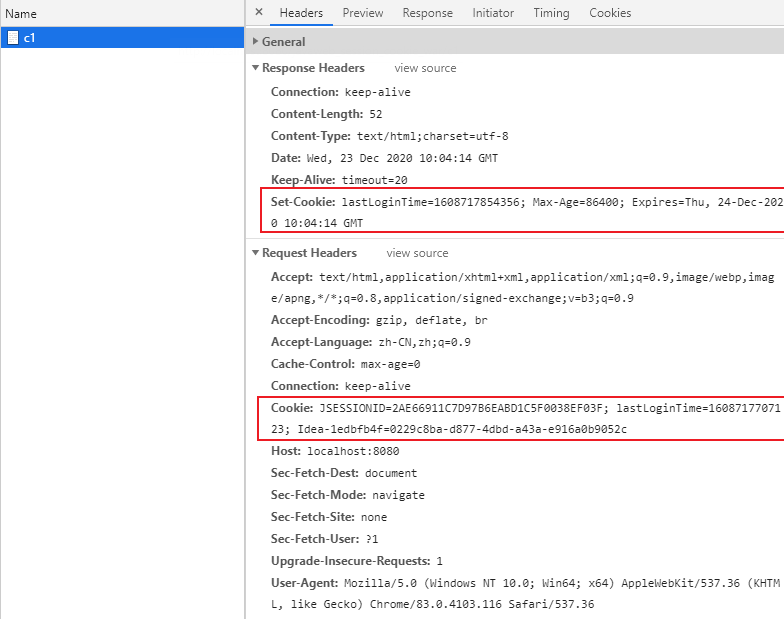 Name
× Headers Preview Response Initiator Timing Cookies
c1
General
Response Headers view source
Connection: keep-alive
Content-Length: 52
Content-Type: text/html;charset=utf-8
Date: Wed, 23 Dec 2020 10:04:14 GMT
Keep-Alive: timeout=20
Set-Cookie: lastLoginTime=1608717854356; Max-Age=86400; Expires=Thu, 24-Dec-202
0 10:04:14 GMT
Request Headers view source
Accept: text/html,application/xhtml+xml,application/xml;q=0.9,image/webp,imag
e/apng,*/*;q=0.8,application/signed-exchange;v=b3;q=0.9
Accept-Encoding: gzip, deflate, br
Accept-Language: zh-CN,zh;q=0.9
Cache-Control: max-age=0
Connection: keep-alive
Cookie: JSESSIONID=2AE66911C7D97B6EABD1C5F0038EF03F; lastLoginTime=16087177071
23; Idea-1edbfb4f=0229c8ba-d877-4dbd-a43a-e916a0b9052c
Host: localhost:8080
Sec-Fetch-Dest: document
Sec-Fetch-Mode: navigate
Sec-Fetch-Site: none
Sec-Fetch-User: ?1
Upgrade-Insecure-Requests: 1
User-Agent: Mozilla/5.0 (Windows NT 10.0; Win64; x64) AppleWebKit/537.36 (KHTM
L, like Gecko) Chrome/83.0.4103.116 Safari/537.36